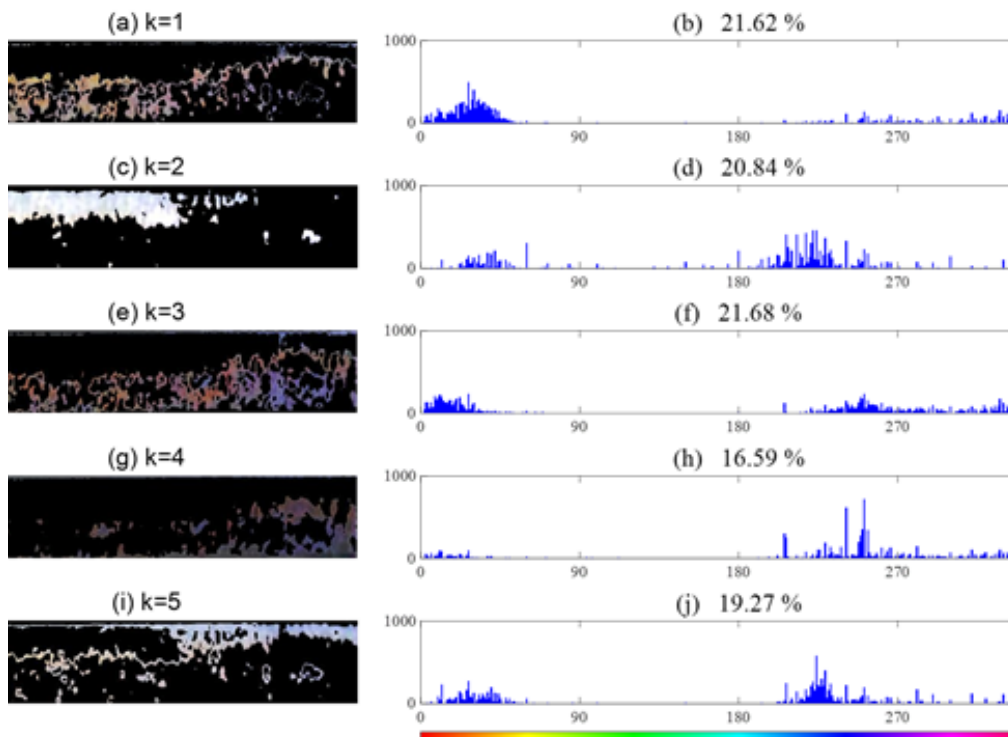 (a) k=1
(b) 21.62 %
1000
0
0 90 180 270
(c) k=2
(d) 20.84 %
1000
0
0 90 180 270
(e) k=3
(f) 21.68 %
1000
0
0 90 180 270
(g) k=4
(h) 16.59 %
1000
0
0 90 180 270
(i) k=5
(j) 19.27 %
1000
0
0 90 180 270